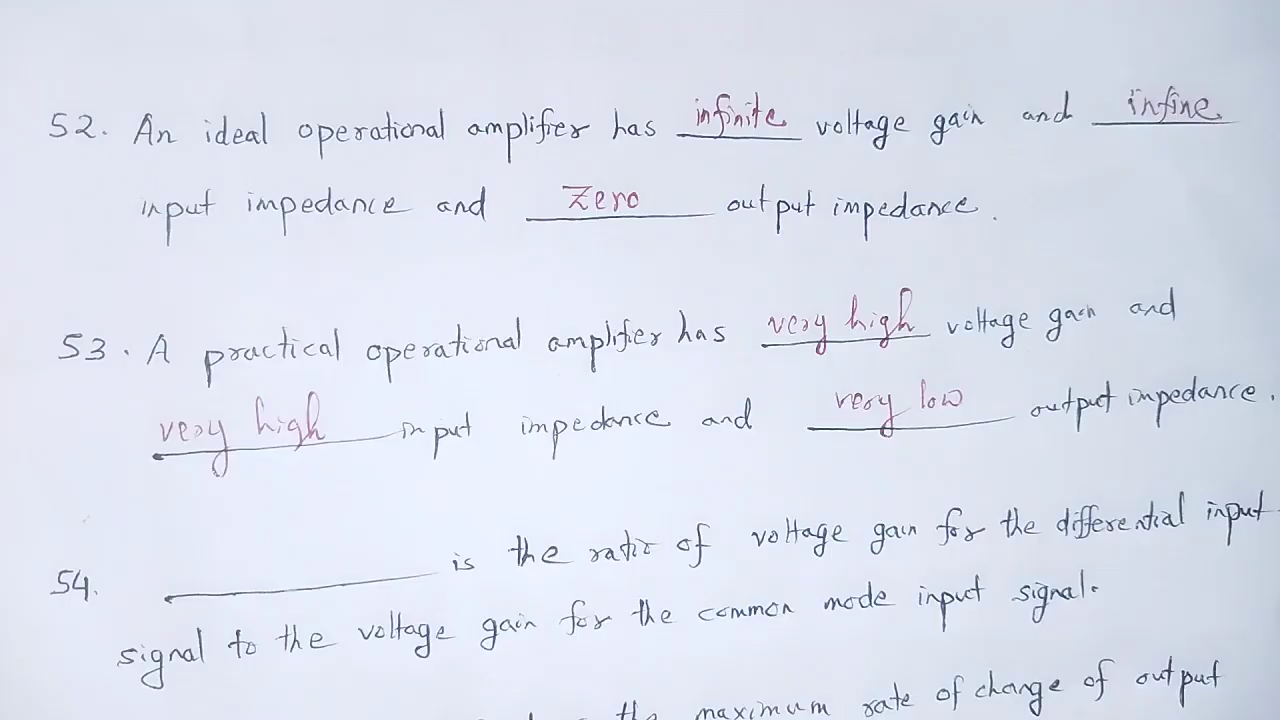 52. An ideal operational amplifier has infinite voltage gain and infine
input impedance and zero output impedance.
53. A practical operational amplifier has very high voltage gain and
very high input impedance and very low output impedance.
54. ________ is the ratio of voltage gain for the differential input
signal to the voltage gain for the common mode input signal.
the maximum rate of change of output